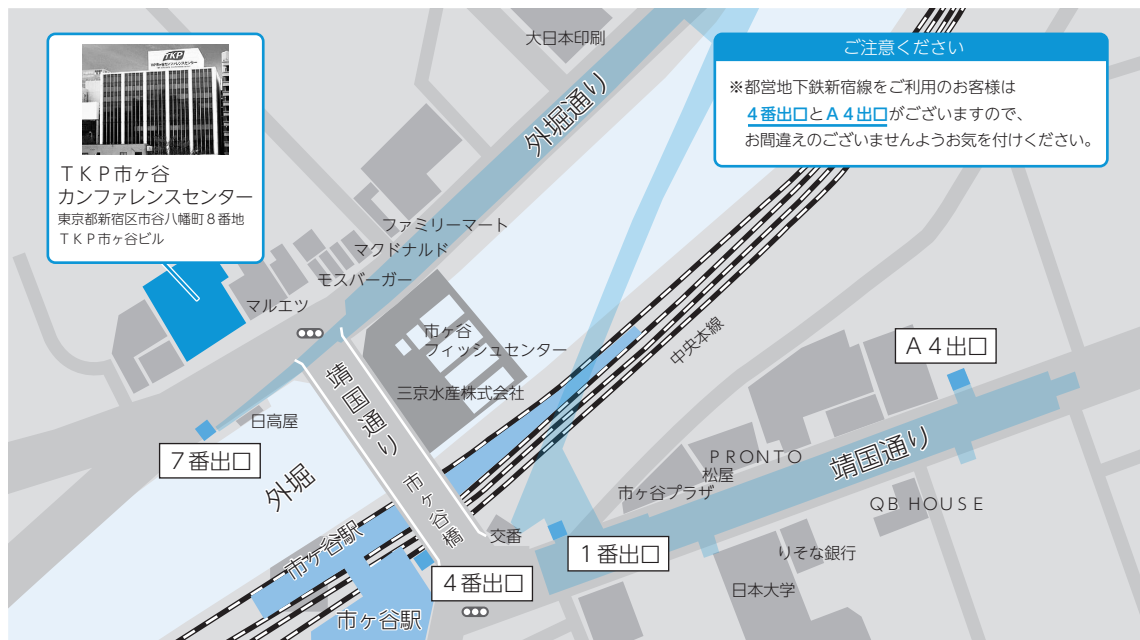 大日本印刷
外堀通り
ご注意ください
※都営地下鉄新宿線をご利用のお客様は
4番出口とA4出口がございますので、
お間違えのございませんようお気を付けください。
TKP
TKP市ヶ谷
カンファレンスセンター
東京都新宿区市谷八幡町8番地
TKP市ヶ谷ビル
ファミリーマート
マクドナルド
モスバーガー
マルエツ
市ヶ谷
フィッシュセンター
中央本線
A4出口
靖国通り
三京水産株式会社
日高屋
7番出口
外堀
市ヶ谷橋
PRONTO
松屋
市ヶ谷プラザ
靖国通り
QB HOUSE
交番
1番出口
りそな銀行
市ヶ谷駅
4番出口
日本大学
市ヶ谷駅